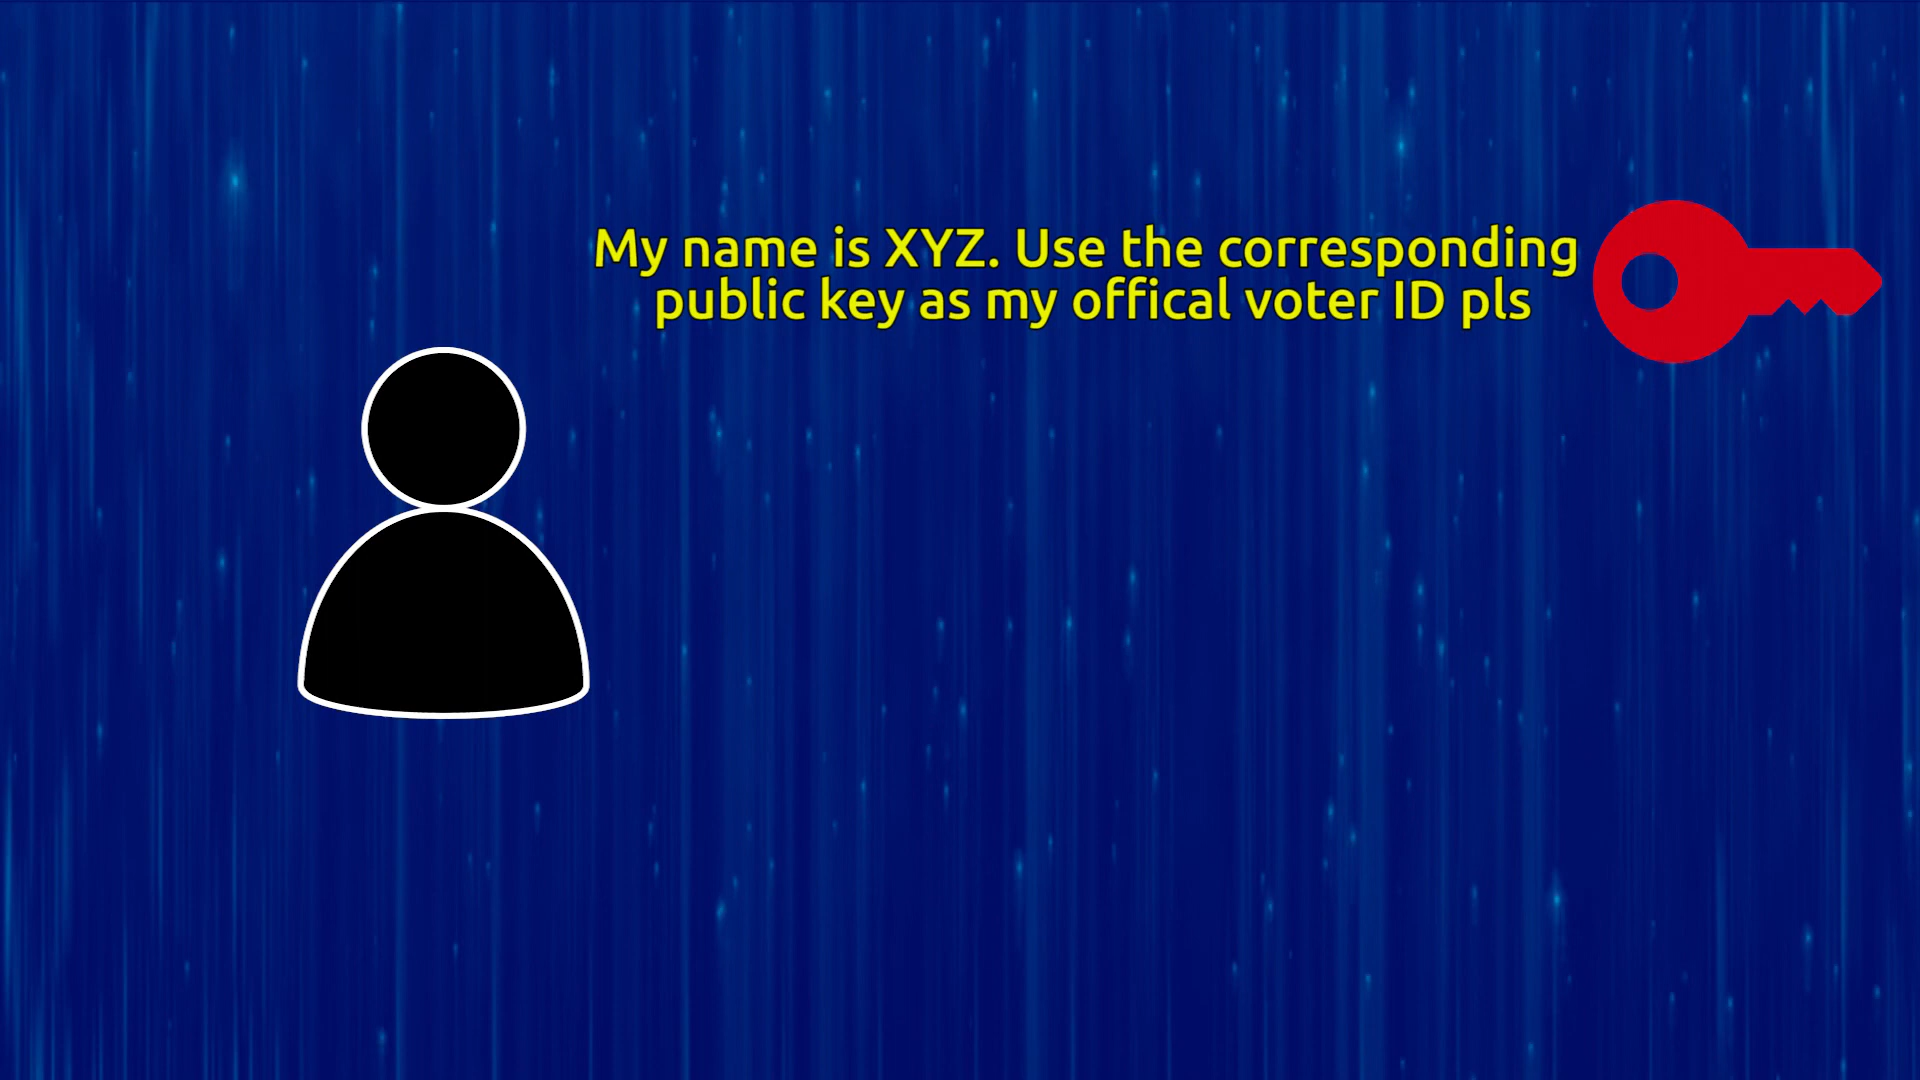 My name is XYZ. Use the corresponding
public key as my offical voter ID pls